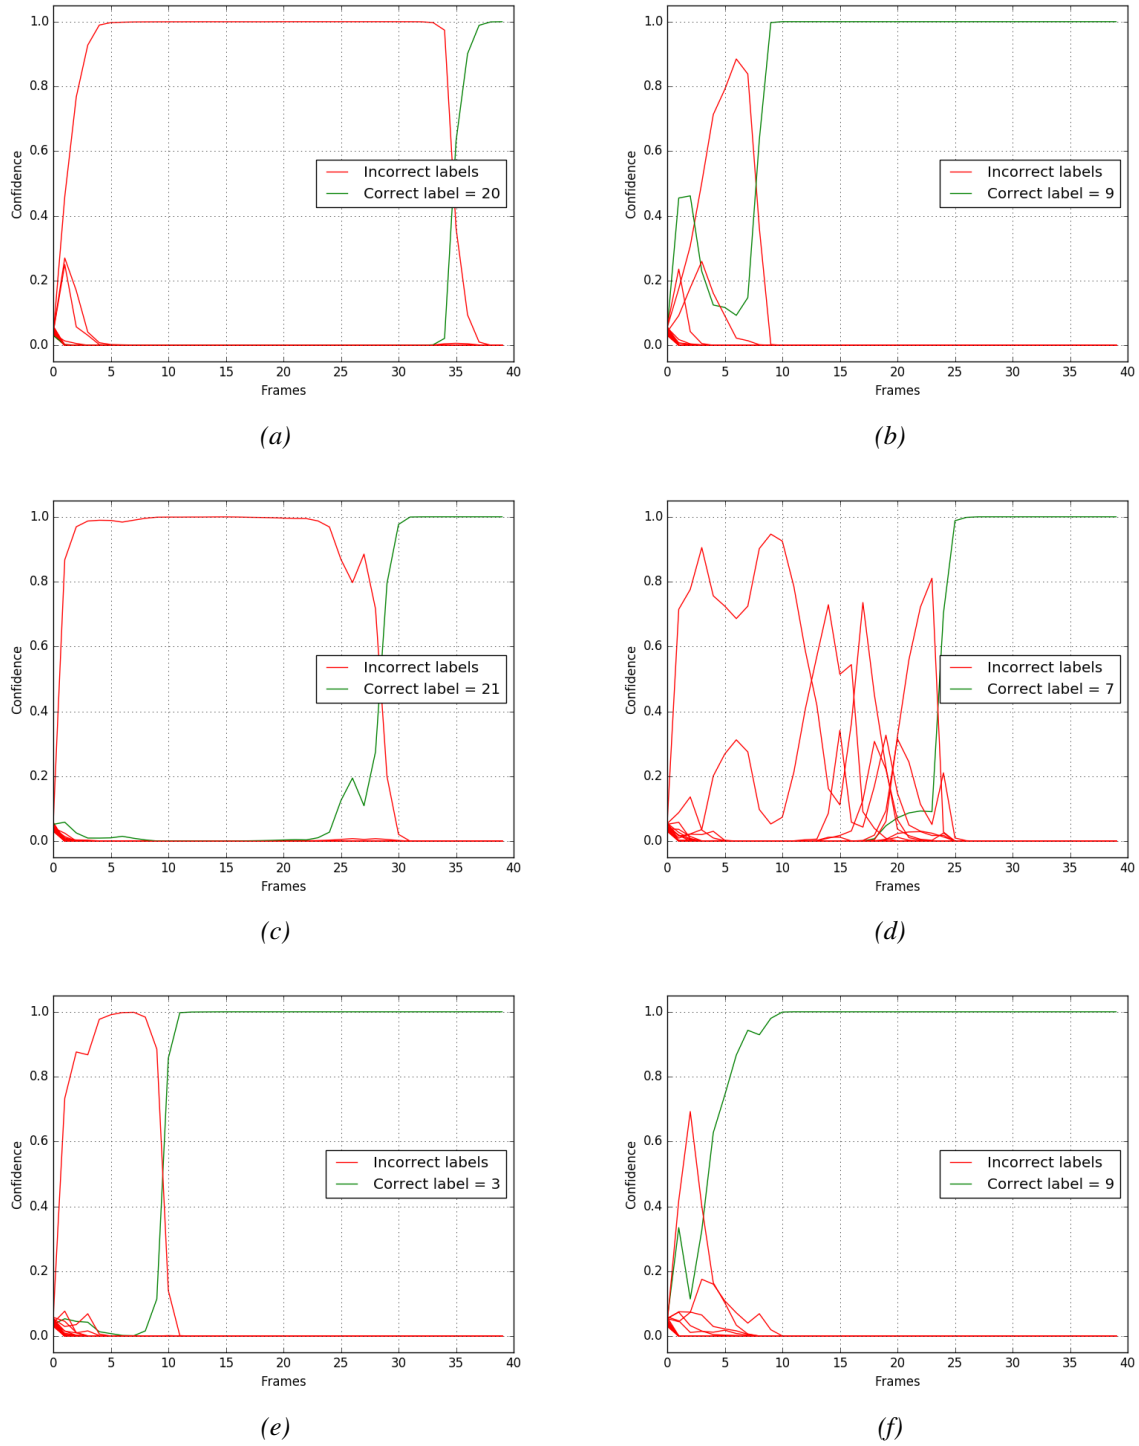 1.0
0.8
0.6
0.4
0.2
0.0
Confidence
Incorrect labels
Correct label = 20
0 5 10 15 20 25 30 35 40
Frames
(a)
1.0
0.8
0.6
0.4
0.2
0.0
Confidence
Incorrect labels
Correct label = 9
0 5 10 15 20 25 30 35 40
Frames
(b)
1.0
0.8
0.6
0.4
0.2
0.0
Confidence
Incorrect labels
Correct label = 21
0 5 10 15 20 25 30 35 40
Frames
(c)
1.0
0.8
0.6
0.4
0.2
0.0
Confidence
Incorrect labels
Correct label = 7
0 5 10 15 20 25 30 35 40
Frames
(d)
1.0
0.8
0.6
0.4
0.2
0.0
Confidence
Incorrect labels
Correct label = 3
0 5 10 15 20 25 30 35 40
Frames
(e)
1.0
0.8
0.6
0.4
0.2
0.0
Confidence
Incorrect labels
Correct label = 9
0 5 10 15 20 25 30 35 40
Frames
(f)